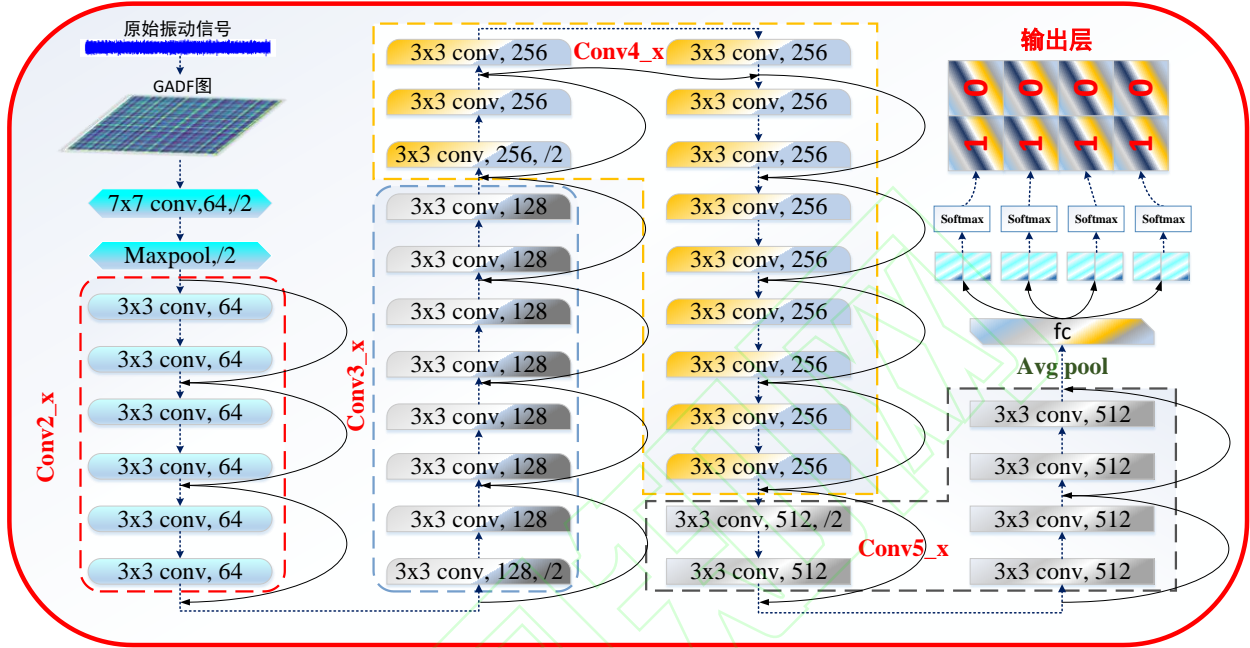 原始振动信号
GADF图
7x7 conv,64,/2
Maxpool,/2
Conv2_x
3x3 conv, 64
3x3 conv, 64
3x3 conv, 64
3x3 conv, 64
3x3 conv, 64
3x3 conv, 64
Conv4_x
3x3 conv, 256
3x3 conv, 256
3x3 conv, 256, /2
Conv3_x
3x3 conv, 128
3x3 conv, 128
3x3 conv, 128
3x3 conv, 128
3x3 conv, 128
3x3 conv, 128
3x3 conv, 128
3x3 conv, 128, /2
3x3 conv, 256
3x3 conv, 256
3x3 conv, 256
3x3 conv, 256
3x3 conv, 256
3x3 conv, 256
3x3 conv, 256
3x3 conv, 256
3x3 conv, 256
3x3 conv, 512, /2
3x3 conv, 512
Conv5_x
输出层
0 0 0 0
1 1 1 1
Softmax Softmax Softmax Softmax
fc
Avg pool
3x3 conv, 512
3x3 conv, 512
3x3 conv, 512
3x3 conv, 512